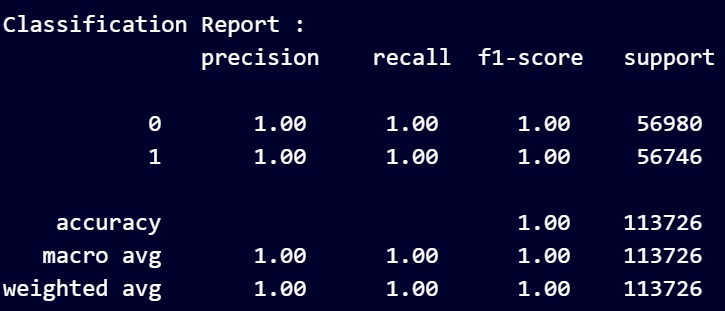 Classification Report :
precision recall f1-score support
0 1.00 1.00 1.00 56980
1 1.00 1.00 1.00 56746
accuracy 1.00 113726
macro avg 1.00 1.00 1.00 113726
weighted avg 1.00 1.00 1.00 113726